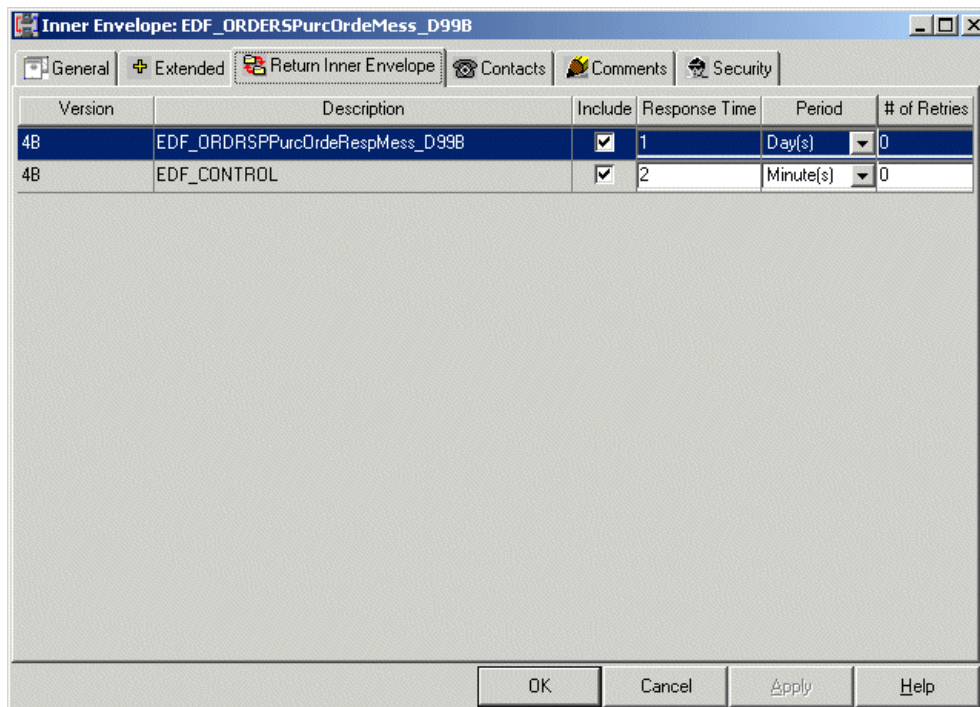 Inner Envelope: EDF_ORDERSPurcOrdeMess_D99B
General Extended Return Inner Envelope Contacts Comments Security
Version Description Include Response Time Period # of Retries
4B EDF_ORDRSPPurcOrdeRespMess_D99B 1 Day(s) 0
4B EDF_CONTROL 2 Minute(s) 0
OK Cancel Apply Help